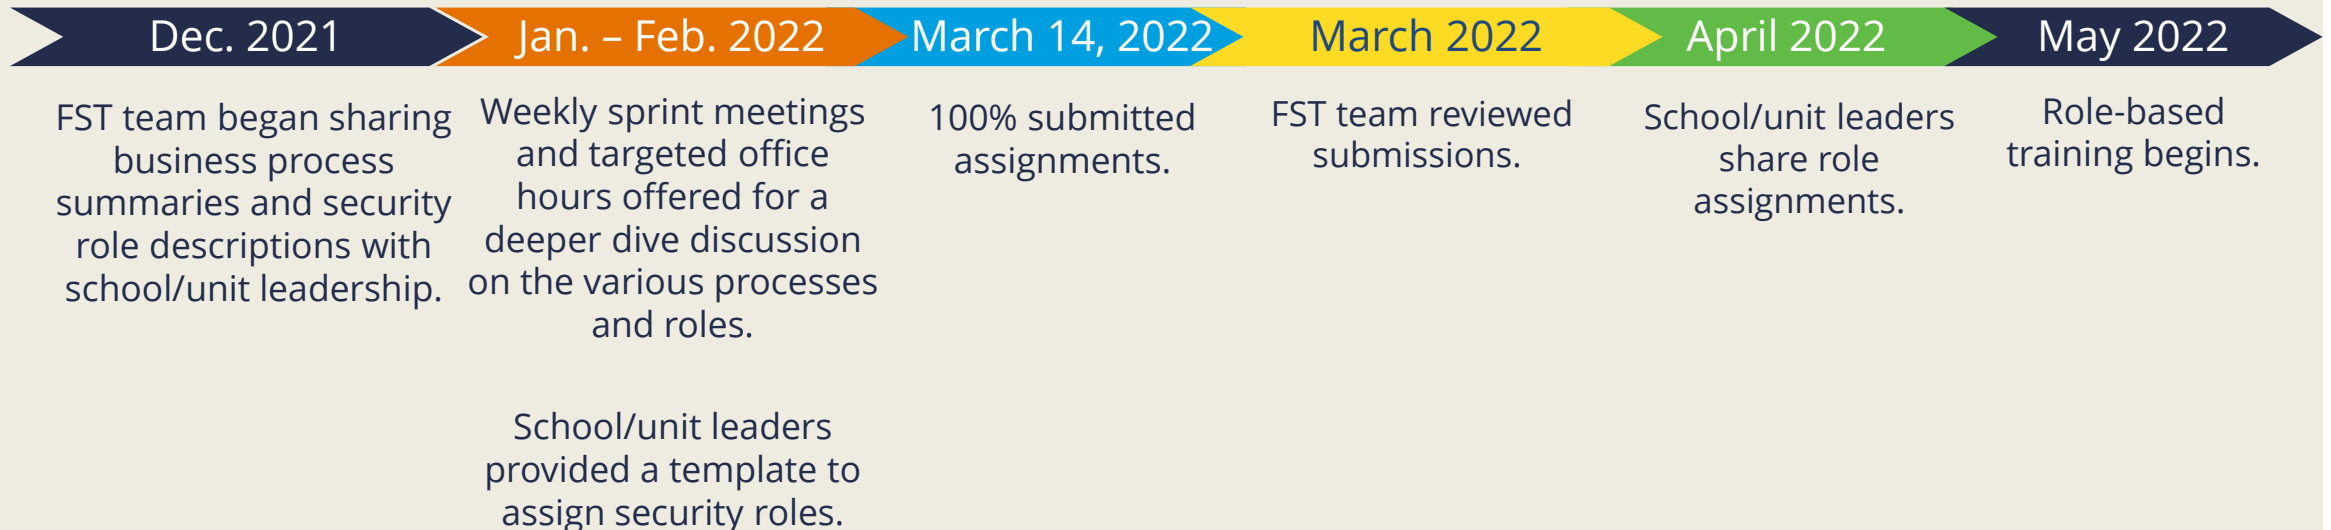 Dec. 2021
FST team began sharing
business process
summaries and security
role descriptions with
school/unit leadership.
Jan. – Feb. 2022
Weekly sprint meetings
and targeted office
hours offered for a
deeper dive discussion
on the various processes
and roles.
School/unit leaders
provided a template to
assign security roles.
March 14, 2022
100% submitted
assignments.
March 2022
FST team reviewed
submissions.
April 2022
School/unit leaders
share role
assignments.
May 2022
Role-based
training begins.